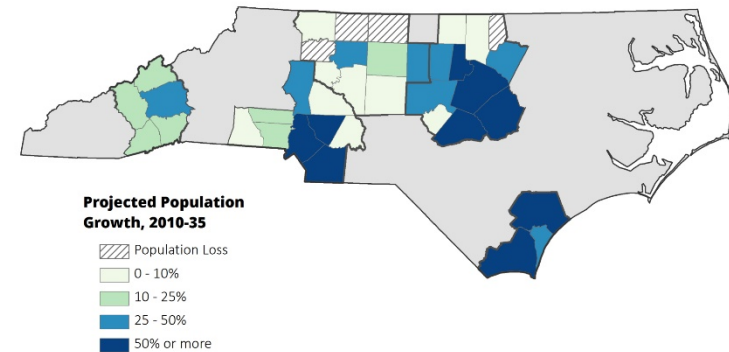 Projected Population
Growth, 2010-35
Population Loss
0 - 10%
10 - 25%
25 - 50%
50% or more